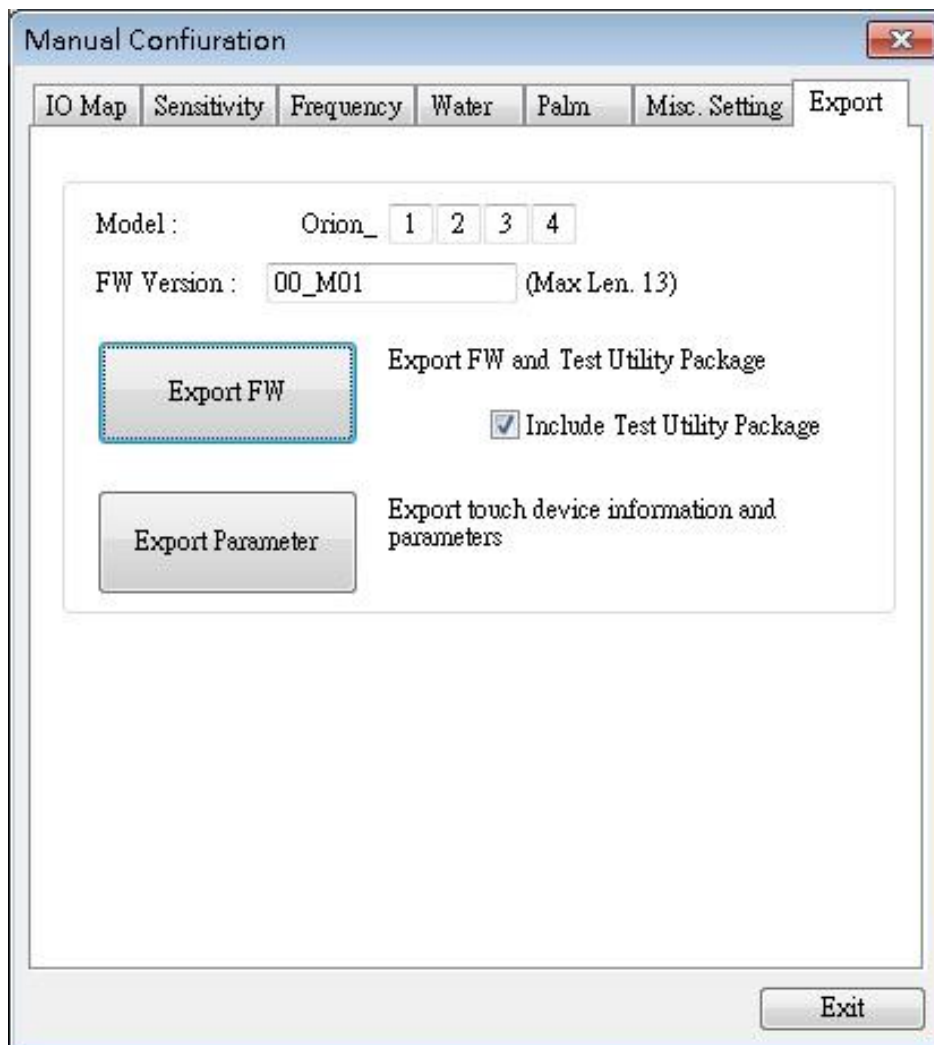 Manual Confiuration
IO Map Sensitivity Frequency Water Palm Misc. Setting Export
Model : Orion_ 1 2 3 4
FW Version : 00_M01 (Max Len. 13)
Export FW
Export FW and Test Utility Package
Include Test Utility Package
Export Parameter
Export touch device information and
parameters
Exit